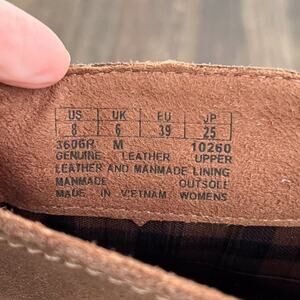 US UK EU JP
8 6 39 25
3606R M 10260
GENUINE LEATHER UPPER
LEATHER AND MANMADE LINING
MANMADE OUTSOLE
MADE IN VIETNAM WOMENS